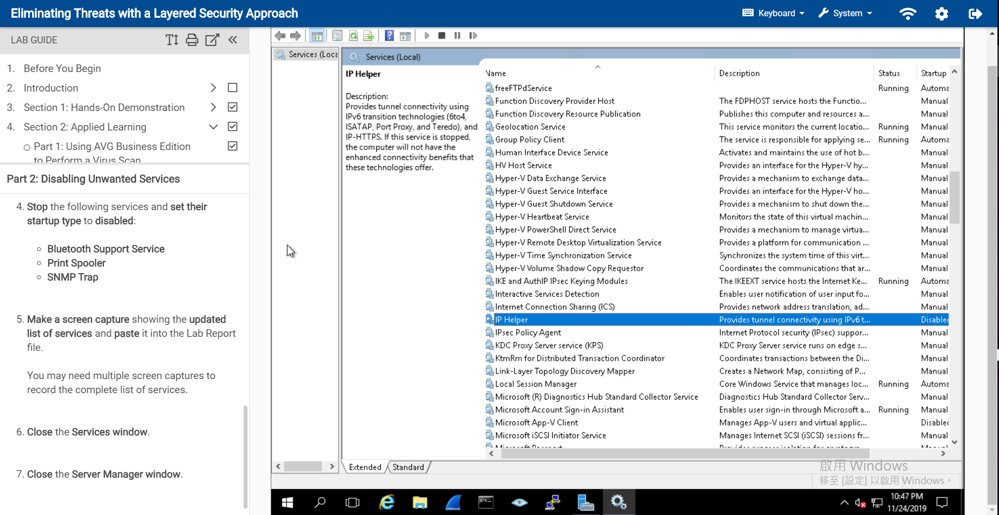 Eliminating Threats with a Layered Security Approach
Keyboard
System
LAB GUIDE
1. Before You Begin
2. Introduction
3. Section 1: Hands-On Demonstration
4. Section 2: Applied Learning
Part 1: Using AVG Business Edition
to Perform a Virus Scan
Part 2: Disabling Unwanted Services
4. Stop the following services and set their
startup type to disabled:
Bluetooth Support Service
Print Spooler
SNMP Trap
5. Make a screen capture showing the updated
list of services and paste it into the Lab Report
file.
You may need multiple screen captures to
record the complete list of services.
6. Close the Services window.
7. Close the Server Manager window.
Services (Loca
Services (Local)
IP Helper
Description:
Provides tunnel connectivity using
IPv6 transition technologies (6to4,
ISATAP, Port Proxy, and Teredo), and
IP-HTTPS. If this service is stopped,
the computer will not have the
enhanced connectivity benefits that
these technologies offer.
Name Description Status Startup
freeFTPdService Running Automa
Function Discovery Provider Host The FDPHOST service hosts the Functio... Manual
Function Discovery Resource Publication Publishes this computer and resources a... Manual
Geolocation Service This service monitors the current locatio... Running Manual
Group Policy Client The service is responsible for applying se... Running Automa
Human Interface Device Service Activates and maintains the use of hot b... Manual
HV Host Service Provides an interface for the Hyper-V hy... Manual
Hyper-V Data Exchange Service Provides a mechanism to exchange data... Manual
Hyper-V Guest Service Interface Provides an interface for the Hyper-V ho... Manual
Hyper-V Guest Shutdown Service Provides a mechanism to shut down the... Manual
Hyper-V Heartbeat Service Monitors the state of this virtual machin... Manual
Hyper-V PowerShell Direct Service Provides a mechanism to manage virtua... Manual
Hyper-V Remote Desktop Virtualization Service Provides a platform for communication ... Manual
Hyper-V Time Synchronization Service Synchronizes the system time of this virt... Manual
Hyper-V Volume Shadow Copy Requestor Coordinates the communications that ar... Manual
IKE and AuthIP IPsec Keying Modules The IKEEXT service hosts the Internet Ke... Running Automa
Interactive Services Detection Enables user notification of user input fo... Manual
Internet Connection Sharing (ICS) Provides network address translation, ad... Manual
IP Helper Provides tunnel connectivity using IPv6 t... Disabled
IPsec Policy Agent Internet Protocol security (IPsec) suppor... Manual
KDC Proxy Server service (KPS) KDC Proxy Server service runs on edge s... Manual
KtmRm for Distributed Transaction Coordinator Coordinates transactions between the Di... Manual
Link-Layer Topology Discovery Mapper Creates a Network Map, consisting of P... Manual
Local Session Manager Core Windows Service that manages loc... Running Automa
Microsoft (R) Diagnostics Hub Standard Collector Service Diagnostics Hub Standard Collector Serv... Manual
Microsoft Account Sign-in Assistant Enables user sign-in through Microsoft a... Running Manual
Microsoft App-V Client Manages App-V users and virtual applic... Disabled
Microsoft iSCSI Initiator Service Manages Internet SCSI (iSCSI) sessions fr... Manual
Extended Standard
啟用 Windows
移至 [設定] 以啟用 Windows。
10:47 PM
11/24/2019